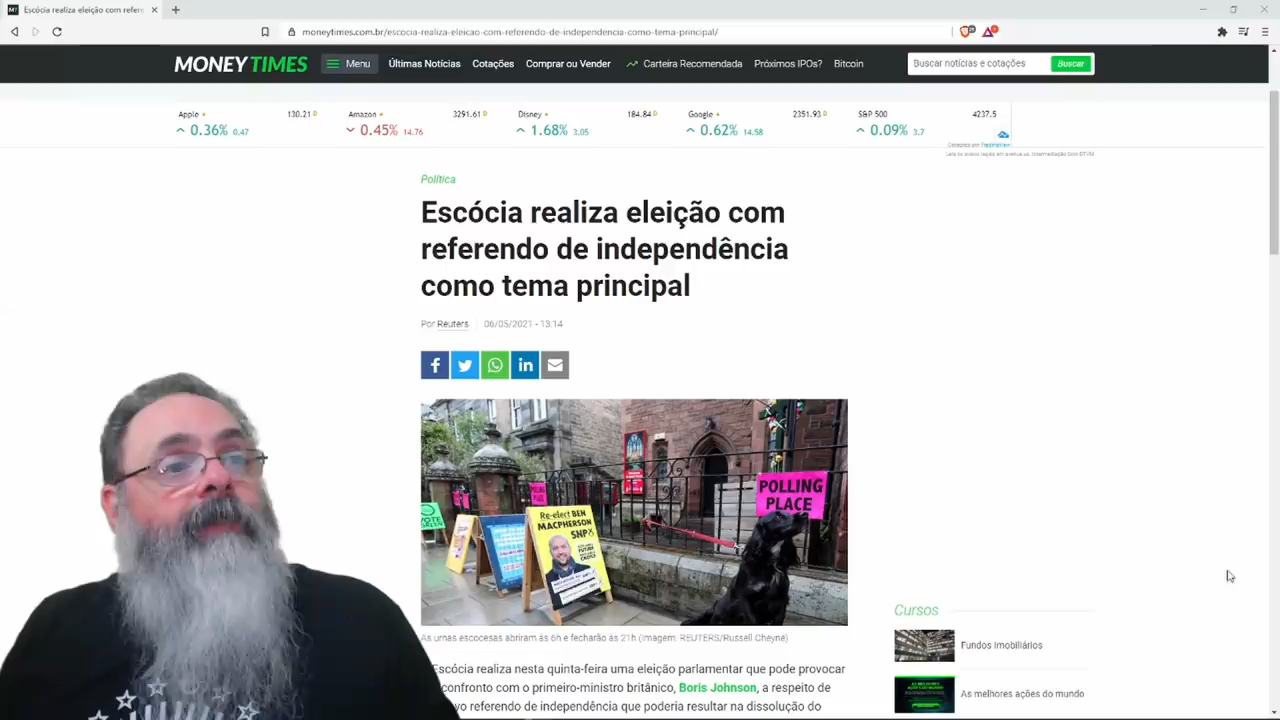 Escócia realiza eleição com refere
moneytimes.com.br/escocia-realiza-eleicao-com-referendo-de-independencia-como-tema-principal/
MONEY TIMES
Menu
Últimas Notícias
Cotações
Comprar ou Vender
Carteira Recomendada
Próximos IPOs?
Bitcoin
Buscar notícias e cotações
Buscar
Apple
130.21
0.36% 0.47
Amazon
3291.61
0.45% 14.76
Disney
184.84
1.68% 3.05
Google
2351.93
0.62% 14.58
S&P 500
4237.5
0.09% 3.7
Política
Escócia realiza eleição com
referendo de independência
como tema principal
Por Reuters
06/05/2021 - 13:14
VOTE
GREEN
POLLING
PLACE
Re-elect BEN
MACPHERSON
SNP
POLLING
PLACE
As urnas escocesas abriram às 6h e fecharão às 21h (Imagem: REUTERS/Russell Cheyne)
Escócia realiza nesta quinta-feira uma eleição parlamentar que pode provocar
confronto com o primeiro-ministro britânico, Boris Johnson, a respeito de
vo referendo de independência que poderia resultar na dissolução do
Cursos
Fundos Imobiliários
As melhores ações do mundo